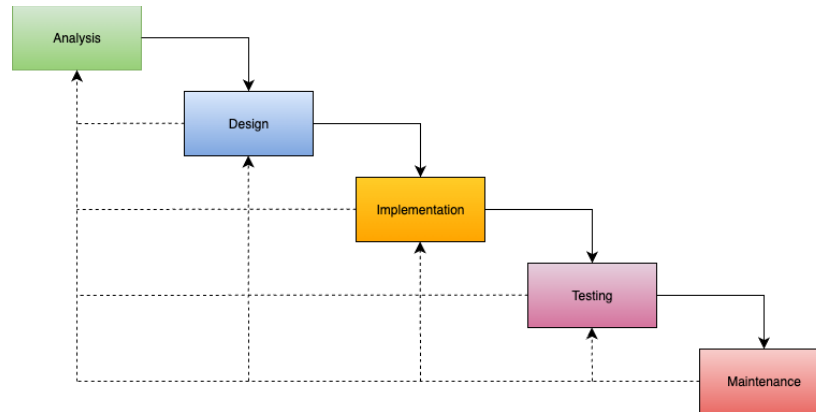 Analysis
Design
Implementation
Testing
Maintenance